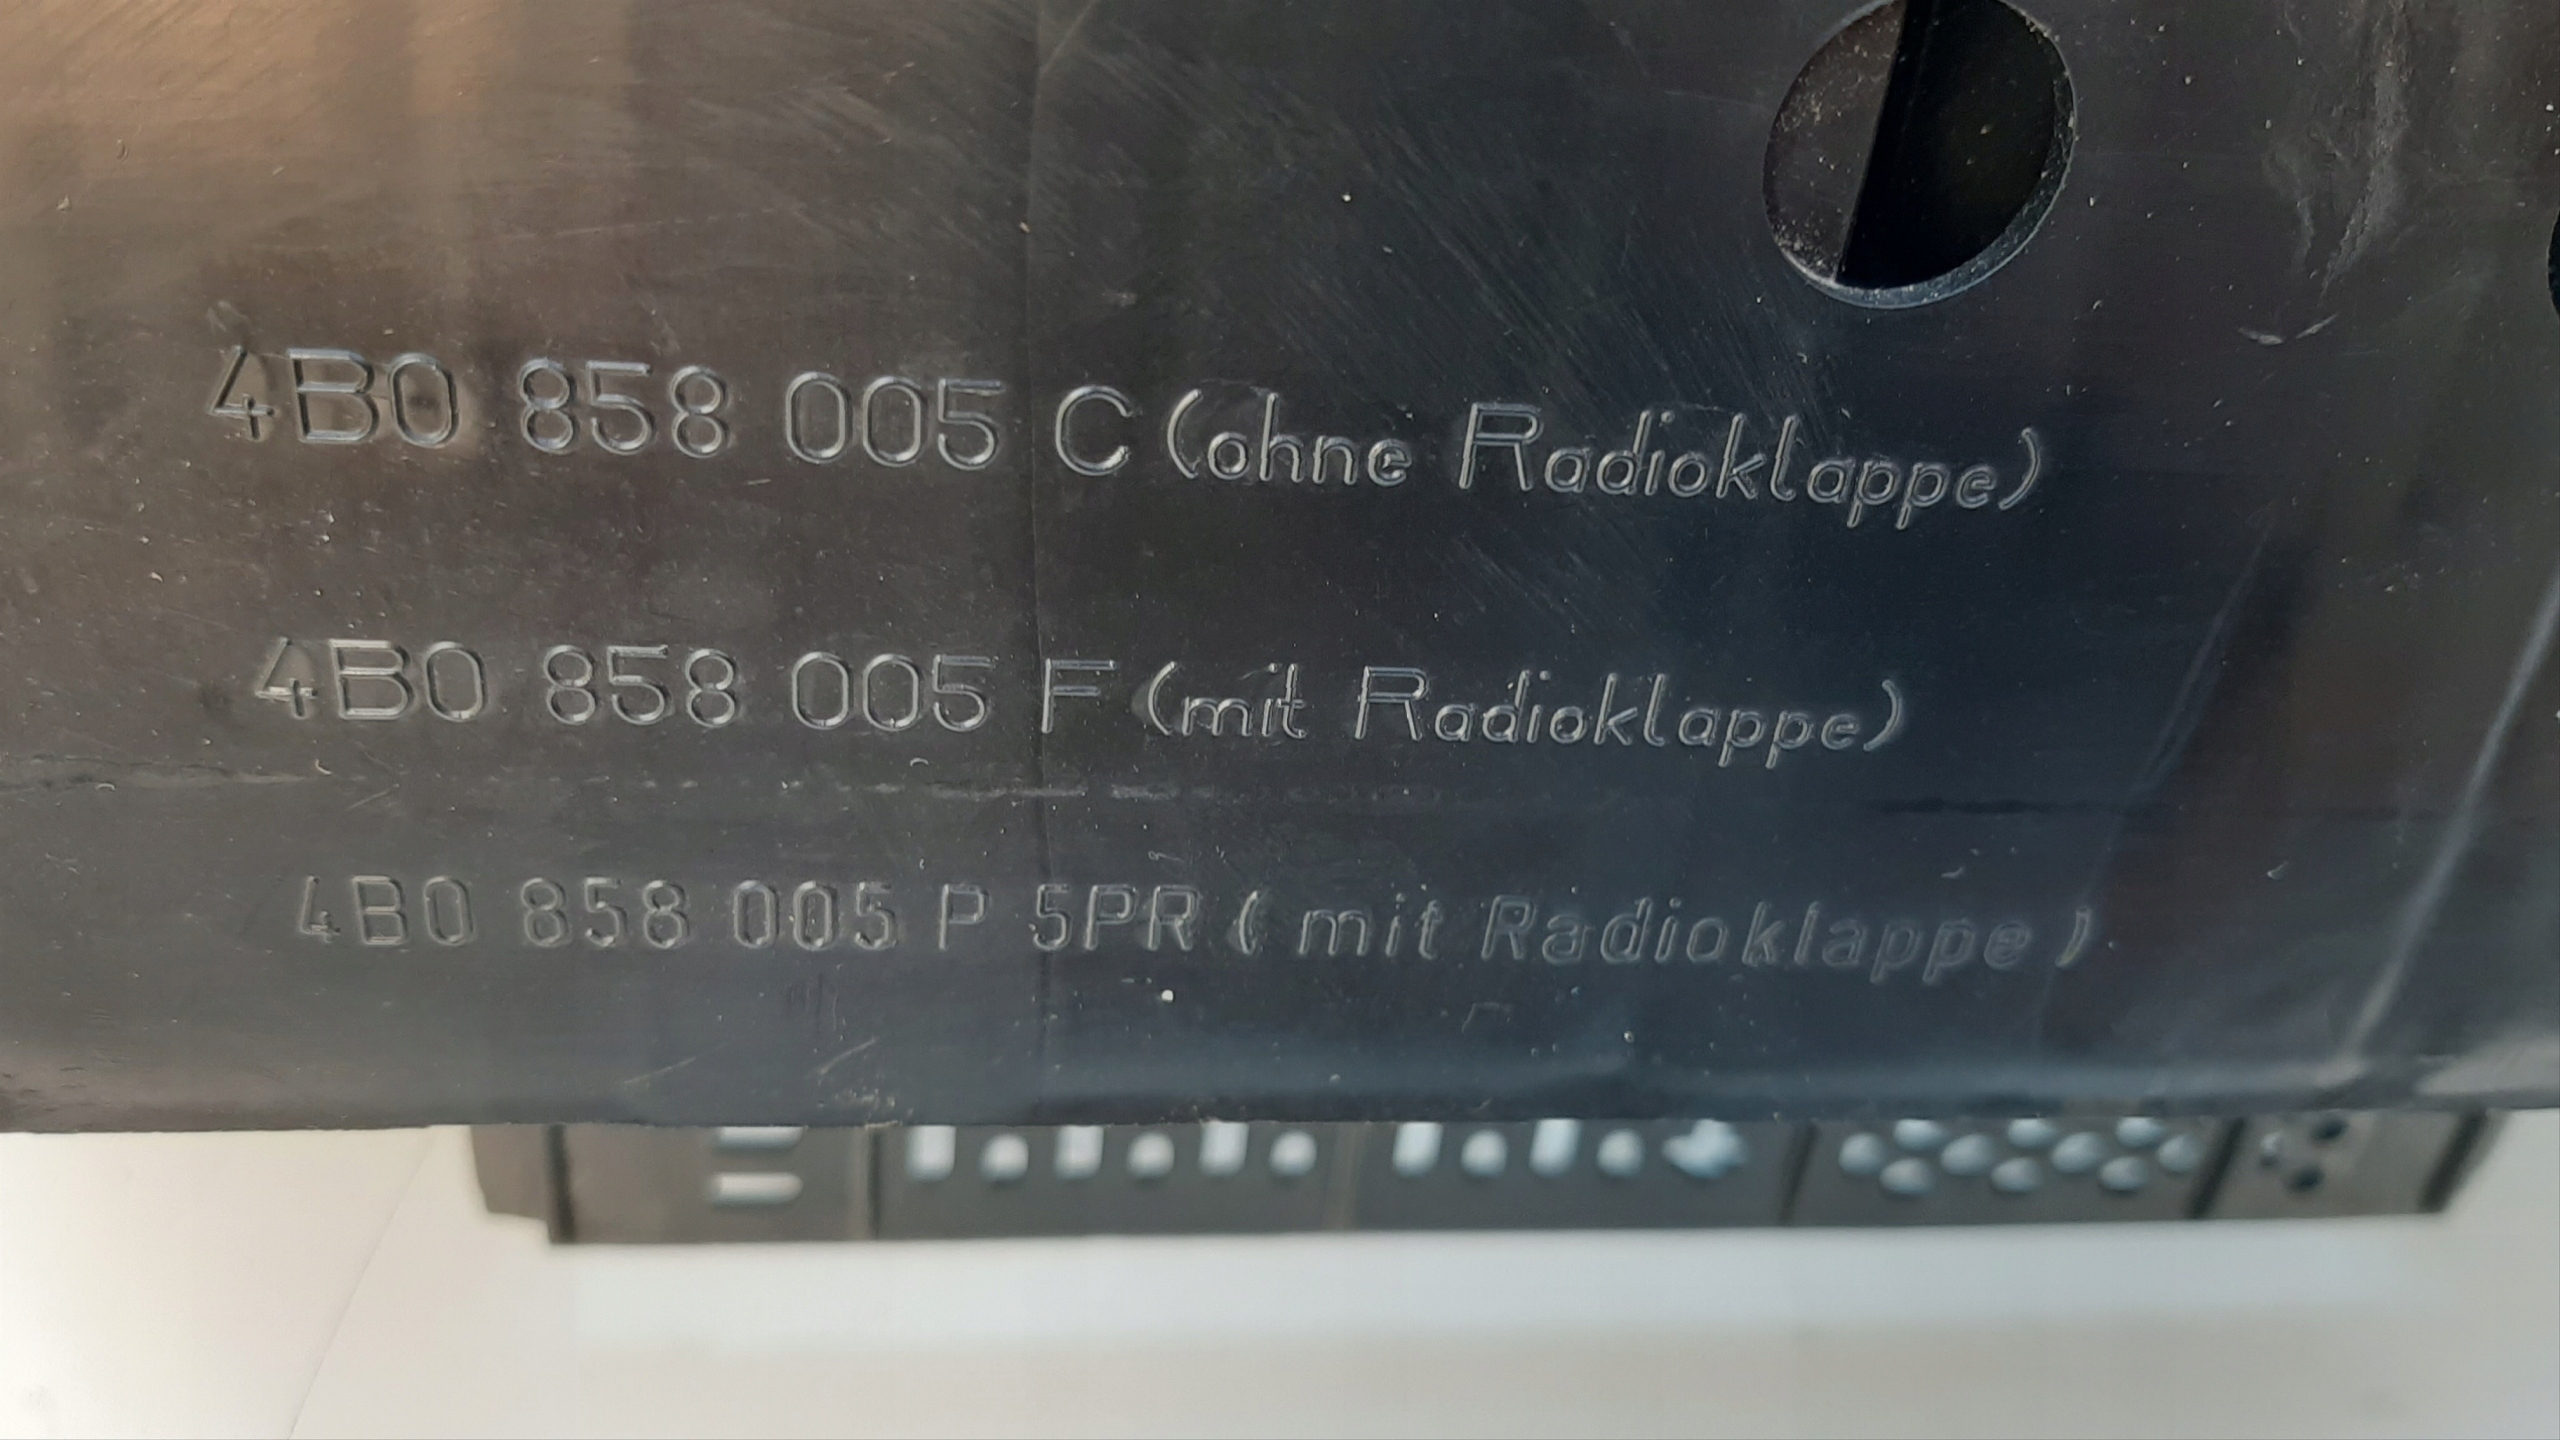 4B0 858 005 C (ohne Radioklappe)
4B0 858 005 F (mit Radioklappe)
4B0 858 005 P 5PR ( mit Radioklappe )